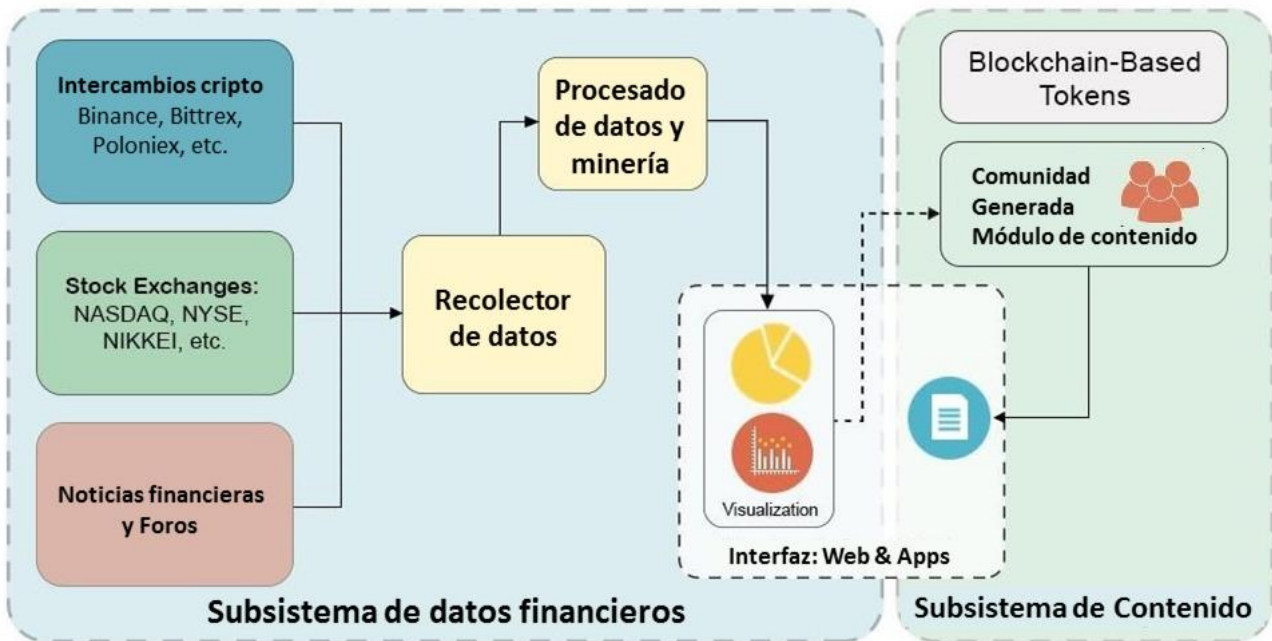 Intercambios cripto
Binance, Bittrex,
Poloniex, etc.
Stock Exchanges:
NASDAQ, NYSE,
NIKKEI, etc.
Noticias financieras
y Foros
Recolector
de datos
Procesado
de datos y
minería
Visualization
Interfaz: Web & Apps
Subsistema de datos financieros
Blockchain-Based
Tokens
Comunidad
Generada
Módulo de contenido
Subsistema de Contenido